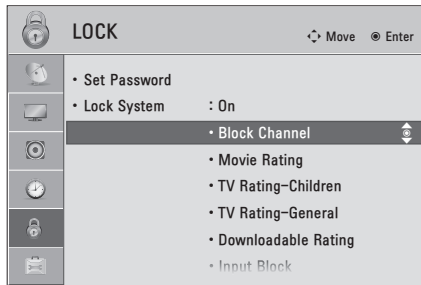 LOCK
Move
Enter
• Set Password
• Lock System : On
• Block Channel
• Movie Rating
• TV Rating-Children
• TV Rating-General
• Downloadable Rating
• Input Block